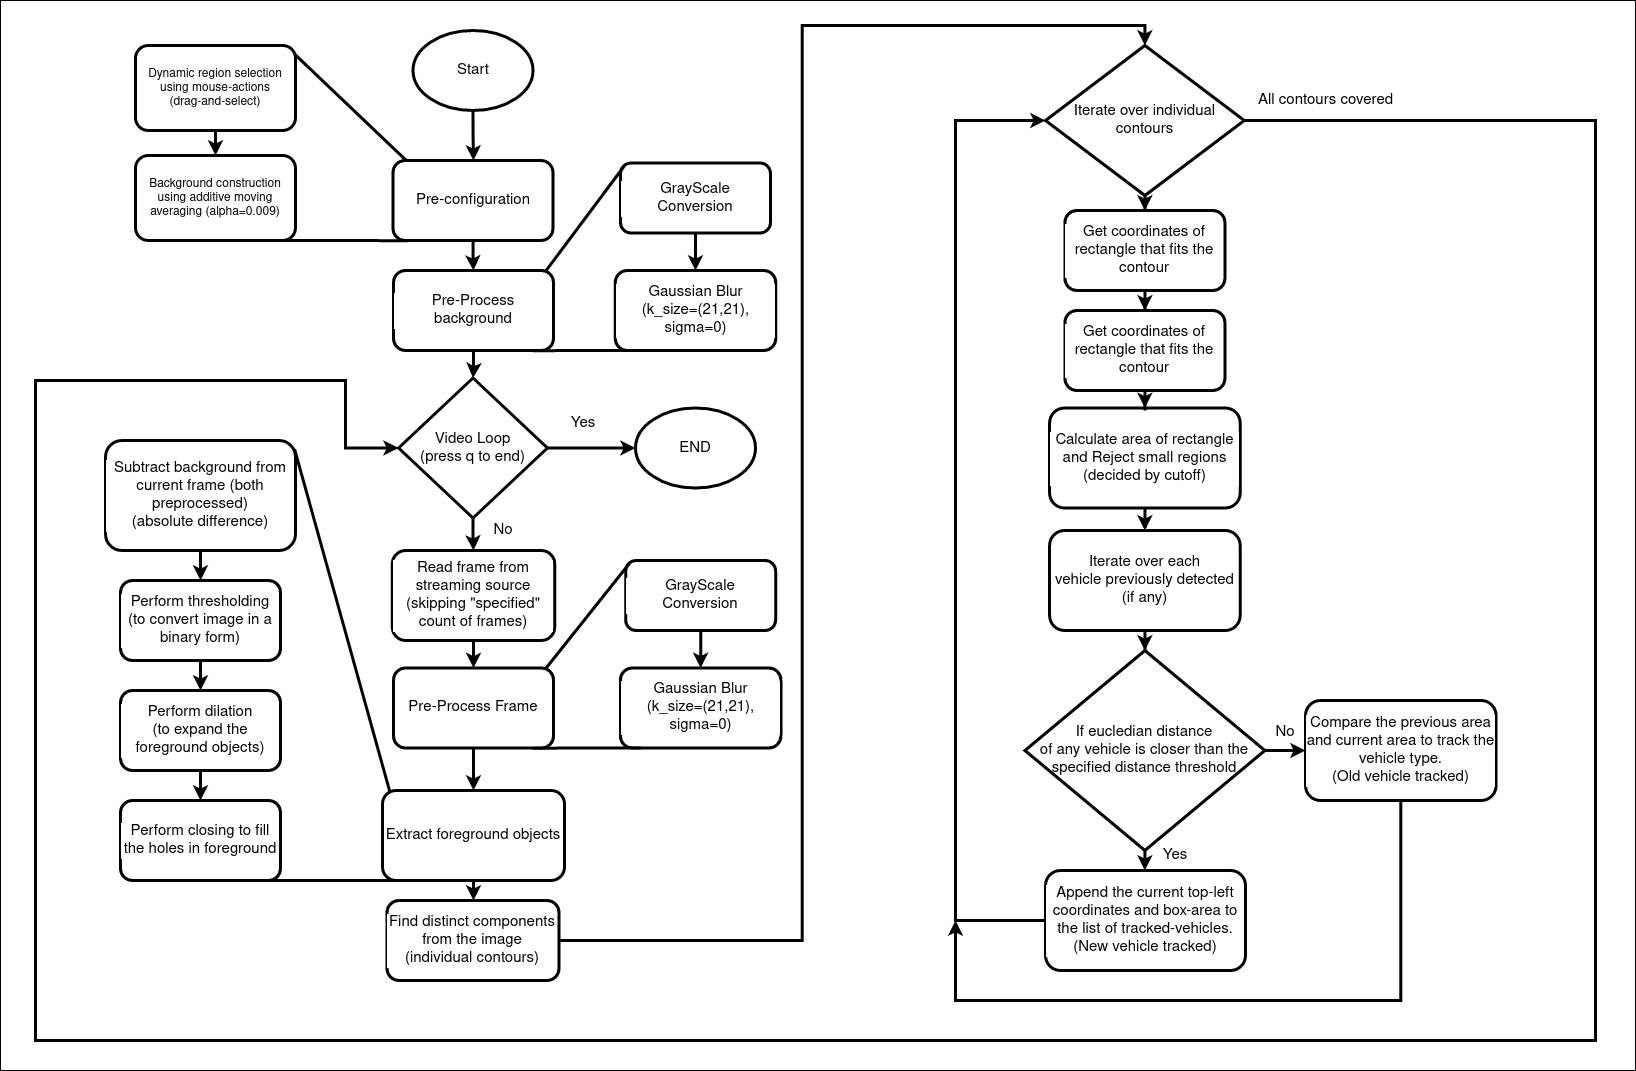 Start
Dynamic region selection
using mouse-actions
(drag-and-select)
Background construction
using additive moving
averaging (alpha=0.009)
Pre-configuration
GrayScale
Conversion
Pre-Process
background
Gaussian Blur
(k_size=(21,21),
sigma=0)
Video Loop
(press q to end)
Yes
END
No
Read frame from
streaming source
(skipping "specified"
count of frames)
Pre-Process Frame
GrayScale
Conversion
Gaussian Blur
(k_size=(21,21),
sigma=0)
Subtract background from
current frame (both
preprocessed)
(absolute difference)
Perform thresholding
(to convert image in a
binary form)
Perform dilation
(to expand the
foreground objects)
Perform closing to fill
the holes in foreground
Extract foreground objects
Find distinct components
from the image
(individual contours)
Iterate over individual
contours
All contours covered
Get coordinates of
rectangle that fits the
contour
Get coordinates of
rectangle that fits the
contour
Calculate area of rectangle
and Reject small regions
(decided by cutoff)
Iterate over each
vehicle previously detected
(if any)
If eucledian distance
of any vehicle is closer than the
specified distance threshold
No
Compare the previous area
and current area to track the
vehicle type.
(Old vehicle tracked)
Yes
Append the current top-left
coordinates and box-area to
the list of tracked-vehicles.
(New vehicle tracked)